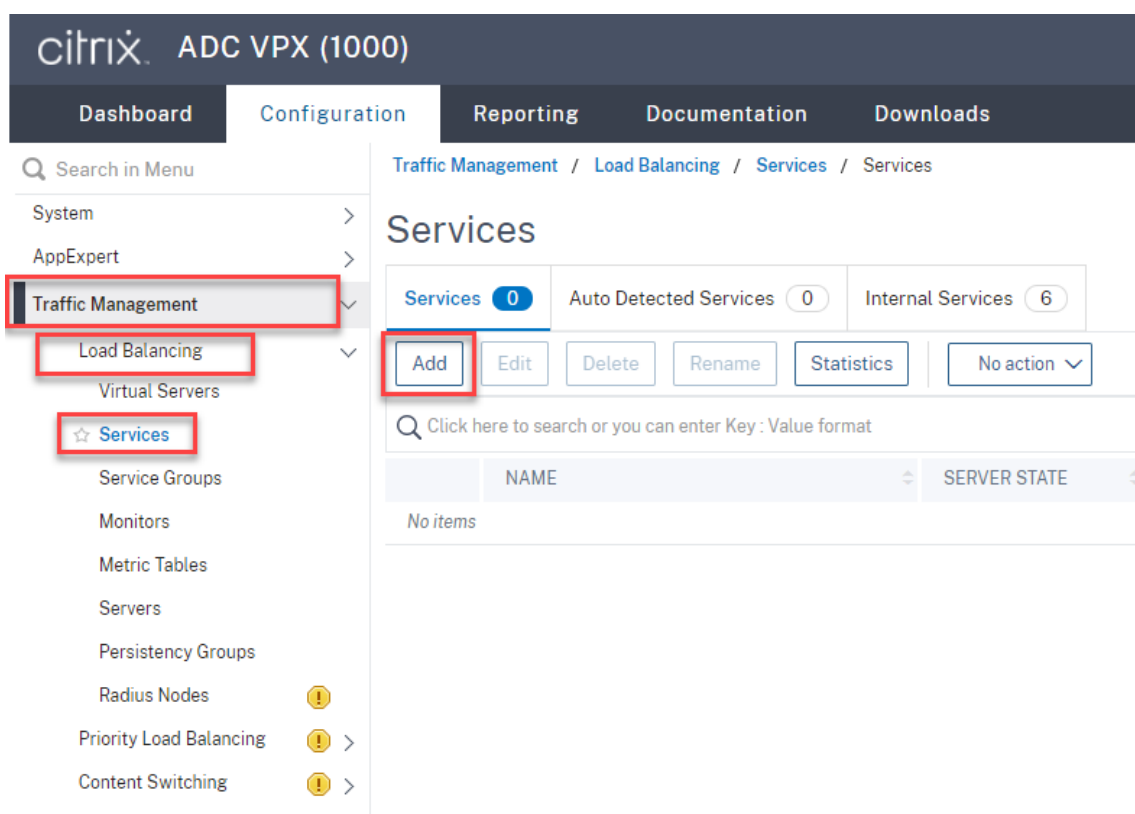 citrix. ADC VPX (1000)
Dashboard Configuration Reporting Documentation Downloads
Search in Menu
System
AppExpert
Traffic Management
Load Balancing
Virtual Servers
Services
Service Groups
Monitors
Metric Tables
Servers
Persistency Groups
Radius Nodes
Priority Load Balancing
Content Switching
Traffic Management / Load Balancing / Services / Services
Services
Services 0 Auto Detected Services 0 Internal Services 6
Add Edit Delete Rename Statistics No action
Click here to search or you can enter Key : Value format
NAME SERVER STATE
No items